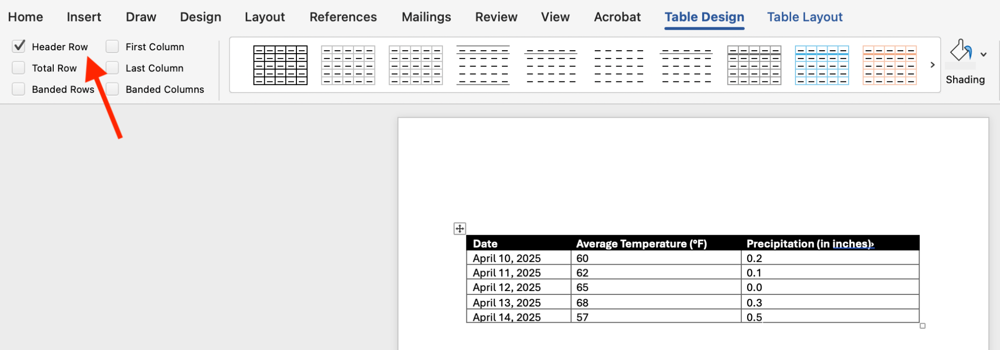 Home Insert Draw Design Layout References Mailings Review View Acrobat Table Design Table Layout
Header Row First Column
Total Row Last Column
Banded Rows Banded Columns
Shading
Date Average Temperature (°F) Precipitation (in inches)
April 10, 2025 60 0.2
April 11, 2025 62 0.1
April 12, 2025 65 0.0
April 13, 2025 68 0.3
April 14, 2025 57 0.5